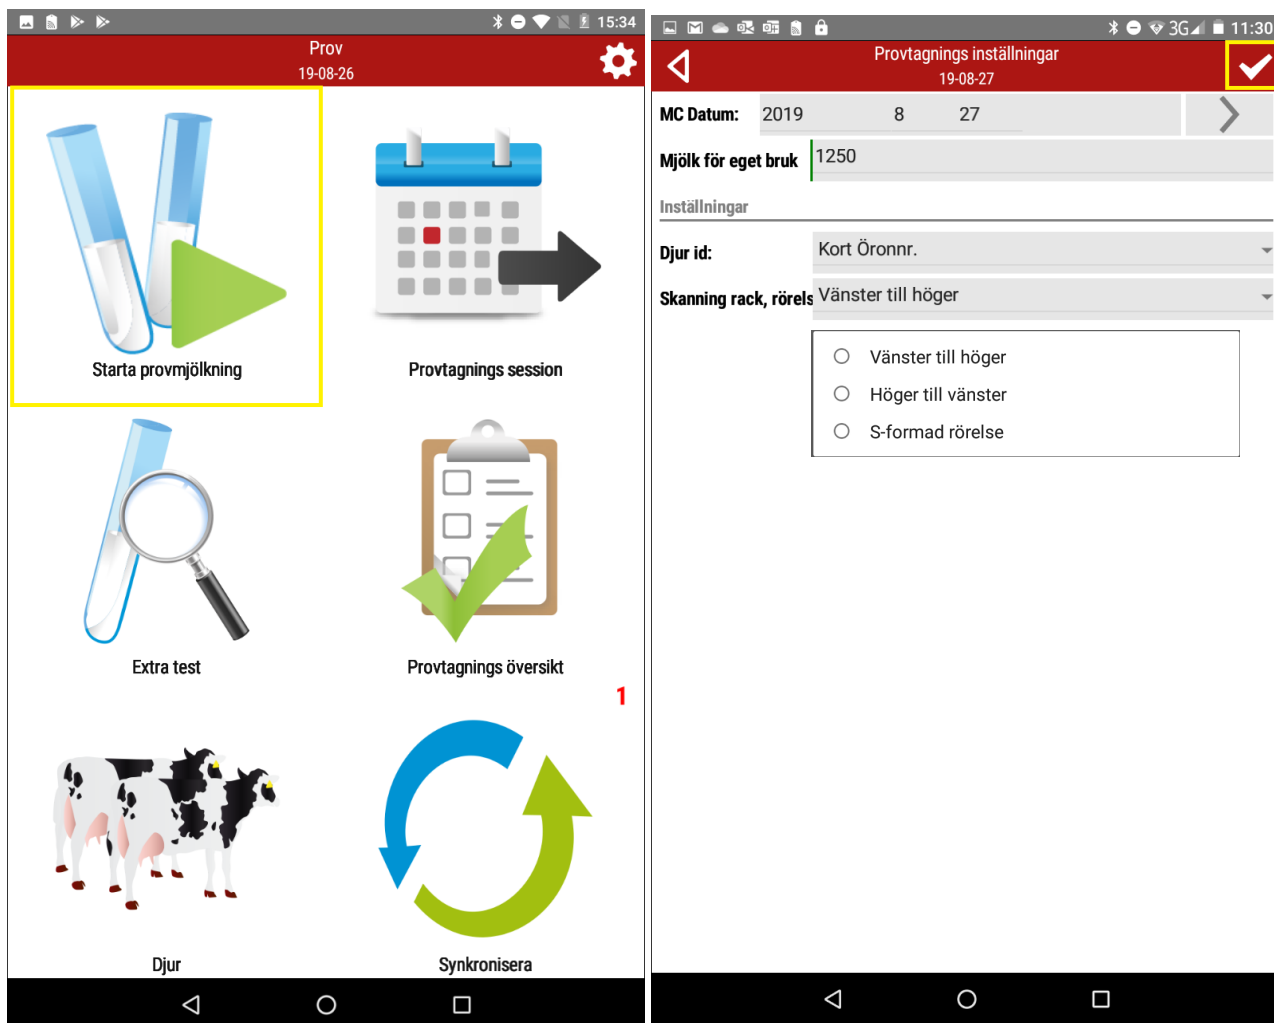 15:34
Prov
19-08-26
Starta provmjölkning
Provtagnings session
Extra test
Provtagnings översikt
1
Djur
Synkronisera
3G 11:30
Provtagnings inställningar
19-08-27
MC Datum: 2019 8 27
Mjölk för eget bruk 1250
Inställningar
Djur id: Kort Öronnr.
Skanning rack, rörels Vänster till höger
Vänster till höger
Höger till vänster
S-formad rörelse